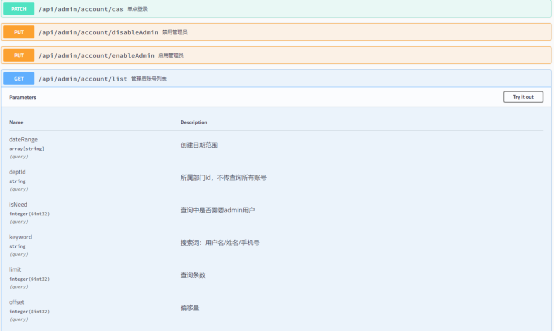 PATCH /api/admin/account/cas 单点登录
PUT /api/admin/account/disableAdmin 禁用管理员
PUT /api/admin/account/enableAdmin 启用管理员
GET /api/admin/account/list 管理员账号列表
Parameters Try it out
Name Description
dateRange
array[string] 创建日期范围
(query)
deptId
string 所属部门id，不传查询所有账号
(query)
isNeed
integer($int32) 查询中是否需要admin用户
(query)
keyword
string 搜索词：用户名/姓名/手机号
(query)
limit
integer($int32) 查询条数
(query)
offset
integer($int32) 偏移量
(query)